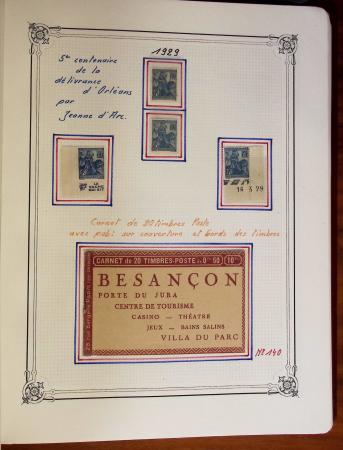 1929
5e centenaire
de la
délivrance
d'Orléans
par
Jeanne d'Arc.
16.3.29
Carnet de 20 timbres Poste
avec pub: sur couverture et bords des timbres
CARNET DE 20 TIMBRES-POSTE A 0F 50 10F
BESANÇON
PORTE DU JURA
CENTRE DE TOURISME
CASINO — THÉATRE
JEUX — BAINS SALINS
VILLA DU PARC
N° 140